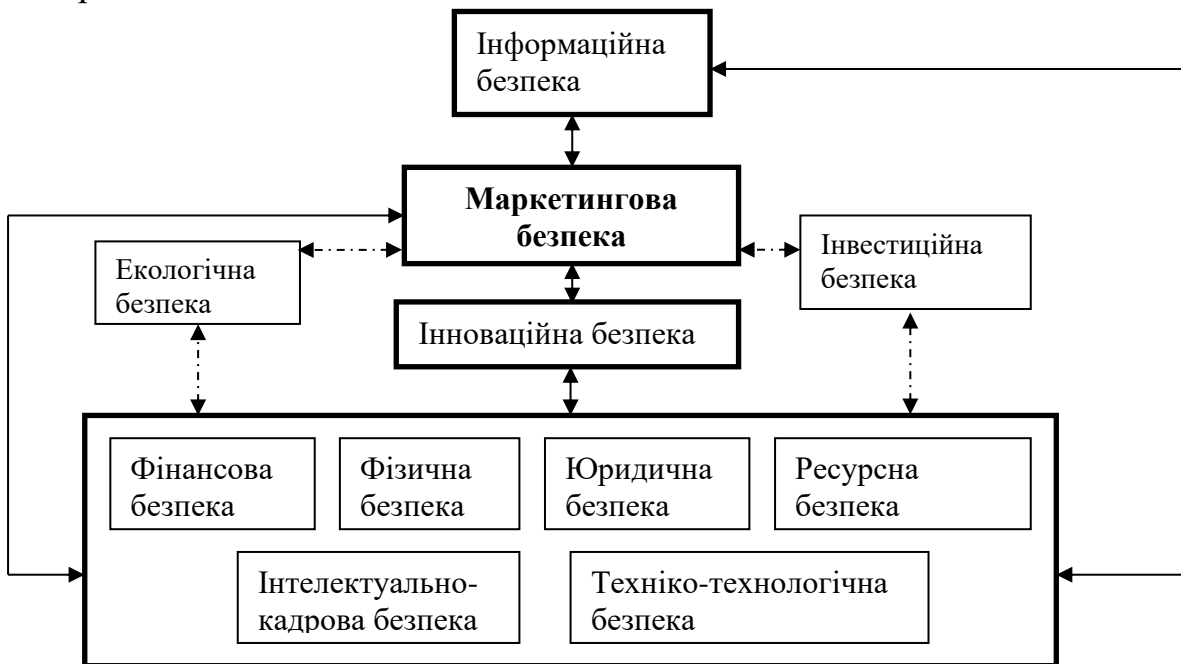 Інформаційна
безпека
Маркетингова
безпека
Екологічна
безпека
Інвестиційна
безпека
Інноваційна безпека
Фінансова
безпека
Фізична
безпека
Юридична
безпека
Ресурсна
безпека
Інтелектуально-
кадрова безпека
Техніко-технологічна
безпека